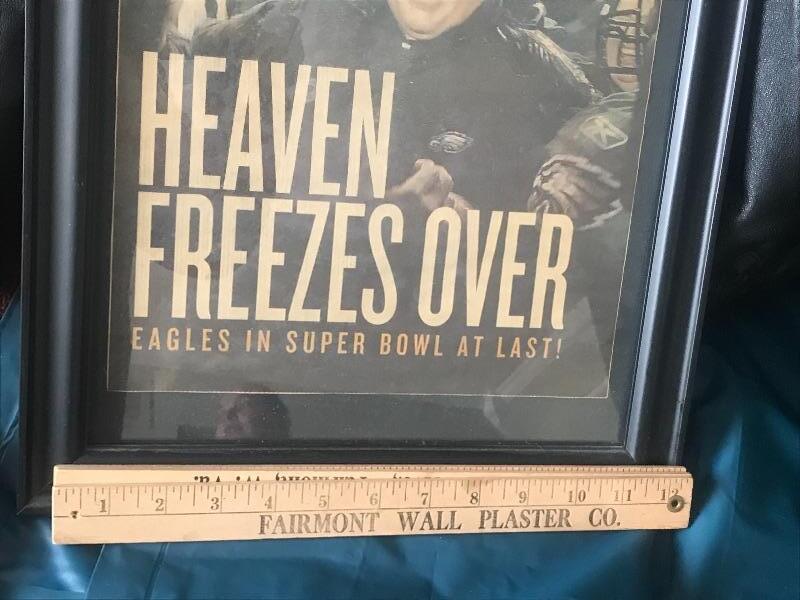 HEAVEN
FREEZES OVER
EAGLES IN SUPER BOWL AT LAST!
1 2 3 4 5 6 7 8 9 10 11 12
FAIRMONT WALL PLASTER CO.